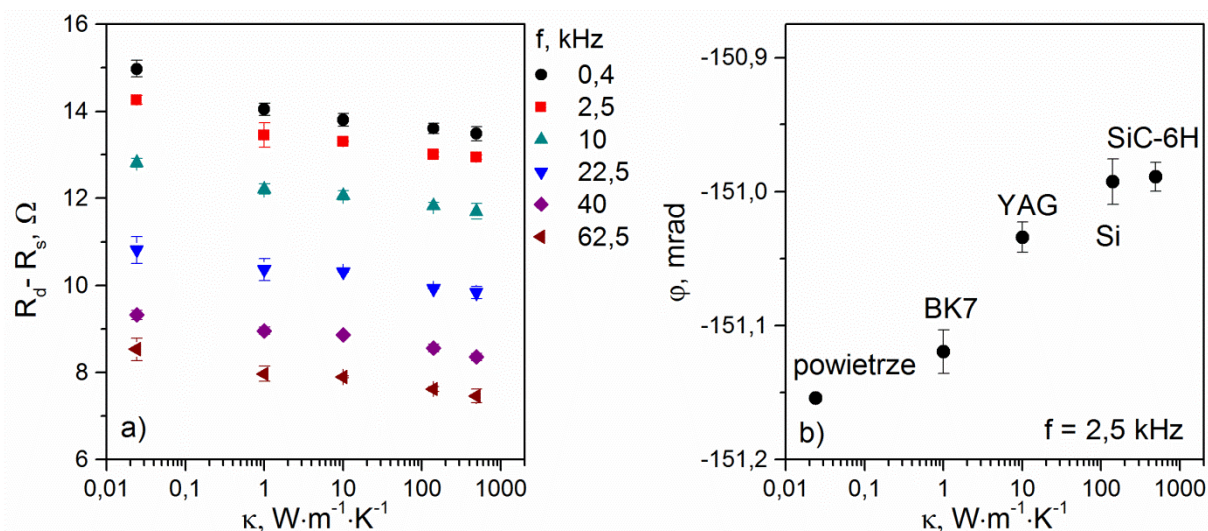 16
14
12
10
8
6
R_d- R_s, Ω
0,01 0,1 1 10 100 1000
κ, W·m⁻¹·K⁻¹
a)
f, kHz
0,4
2,5
10
22,5
40
62,5
-150,9
-151,0
-151,1
-151,2
φ, mrad
SiC-6H
YAG
Si
BK7
powietrze
b)
f = 2,5 kHz
0,01 0,1 1 10 100 1000
κ, W·m⁻¹·K⁻¹